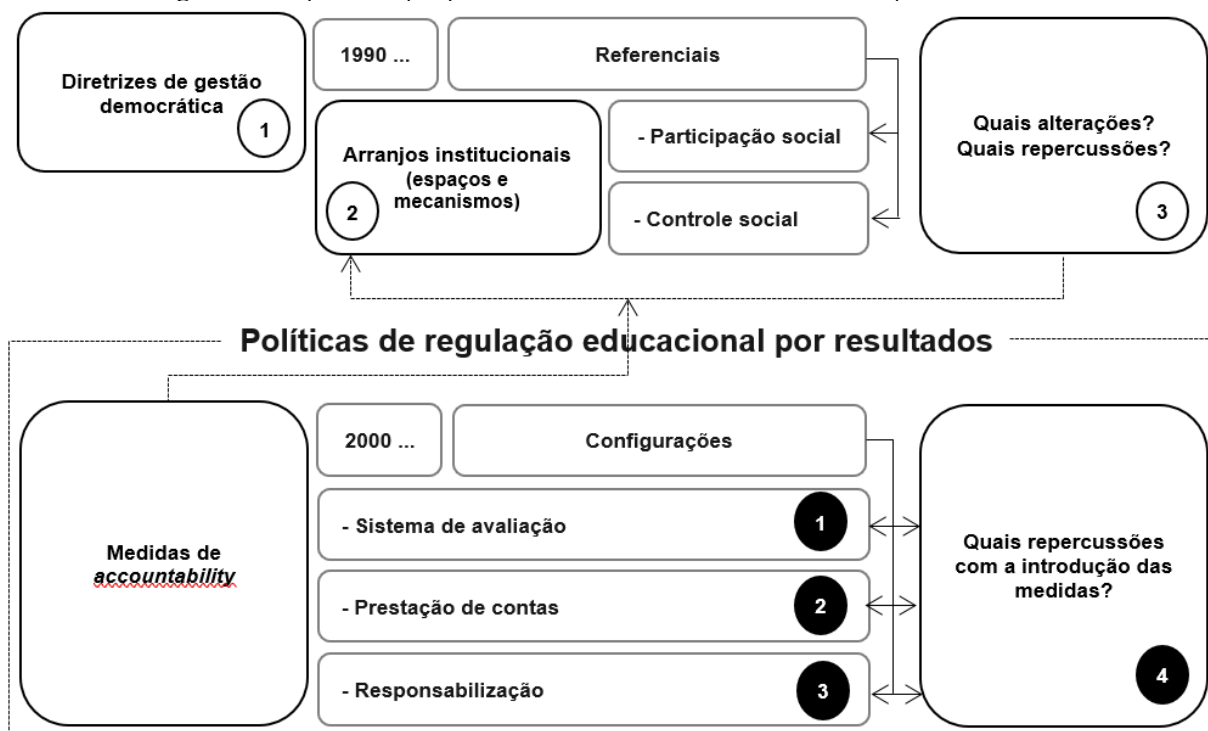 Diretrizes de gestão
democrática
1
1990 ...
Referenciais
Arranjos institucionais
(espaços e
mecanismos)
2
- Participação social
- Controle social
Quais alterações?
Quais repercussões?
3
Políticas de regulação educacional por resultados
Medidas de
accountability
2000 ...
Configurações
- Sistema de avaliação
1
- Prestação de contas
2
- Responsabilização
3
Quais repercussões
com a introdução das
medidas?
4